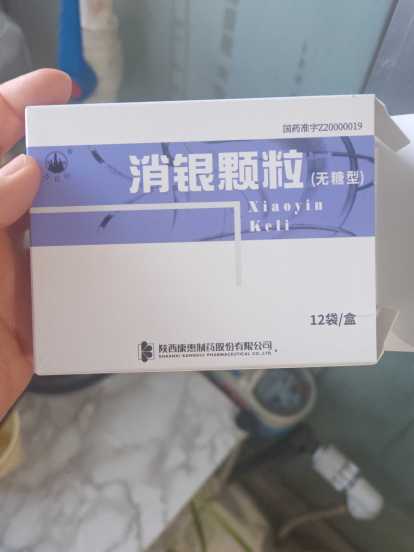 国药准字Z20000019
消银颗粒(无糖型)
Xiaoyin
Keli
12袋/盒
陕西康惠制药股份有限公司
SHAANXI KANGHUI PHARMACEUTICAL CO.,LTD.